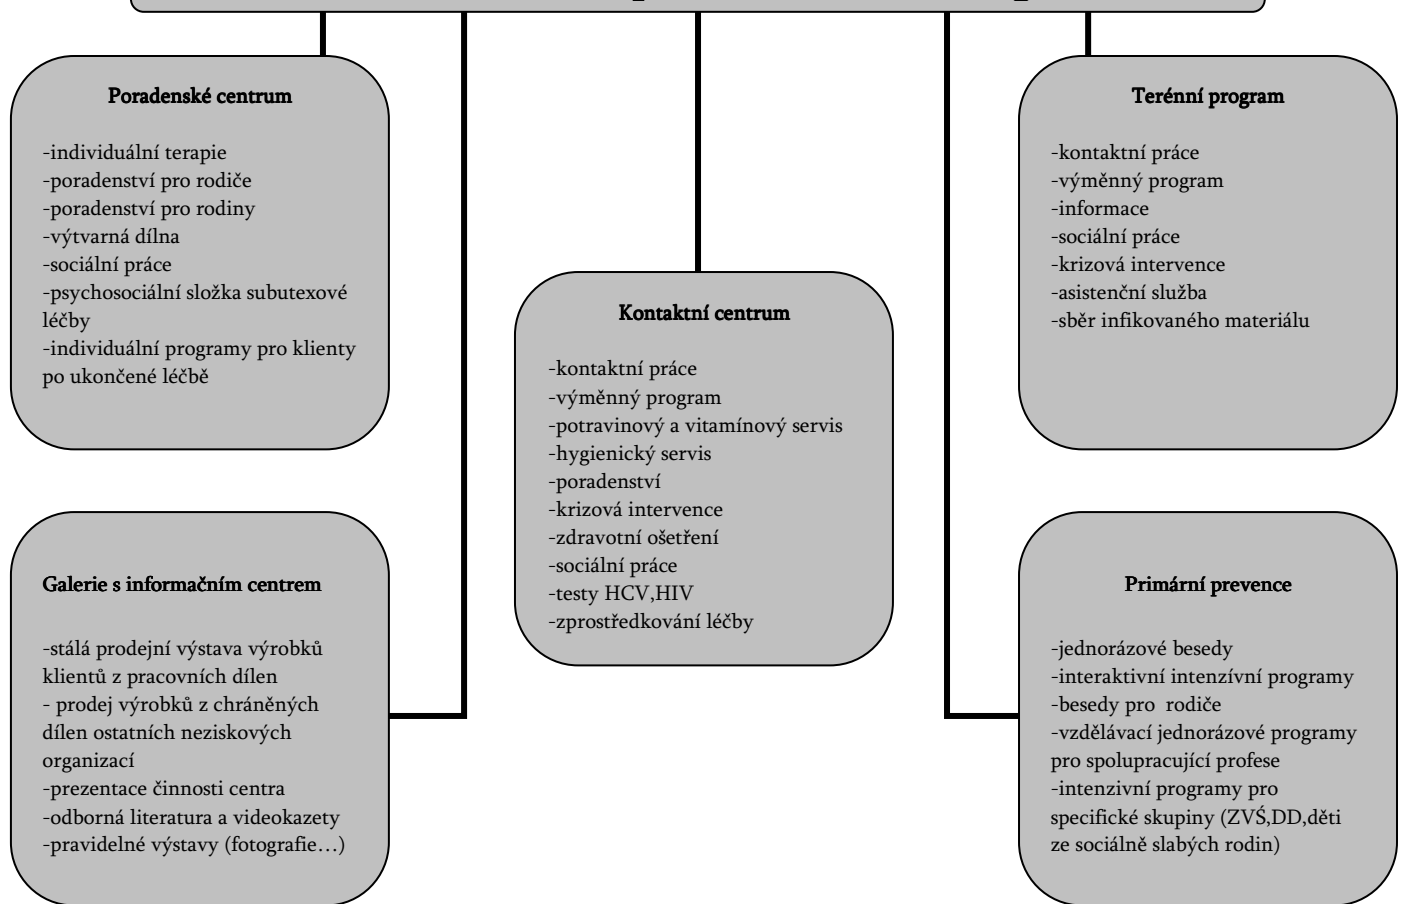 Poradenské centrum
-individuální terapie
-poradenství pro rodiče
-poradenství pro rodiny
-výtvarná dílna
-sociální práce
-psychosociální složka subutexové
léčby
-individuální programy pro klienty
po ukončené léčbě
Terénní program
-kontaktní práce
-výměnný program
-informace
-sociální práce
-krizová intervence
-asistenční služba
-sběr infikovaného materiálu
Kontaktní centrum
-kontaktní práce
-výměnný program
-potravinový a vitamínový servis
-hygienický servis
-poradenství
-krizová intervence
-zdravotní ošetření
-sociální práce
-testy HCV,HIV
-zprostředkování léčby
Galerie s informačním centrem
-stálá prodejní výstava výrobků
klientů z pracovních dílen
- prodej výrobků z chráněných
dílen ostatních neziskových
organizací
-prezentace činnosti centra
-odborná literatura a videokazety
-pravidelné výstavy (fotografie…)
Primární prevence
-jednorázové besedy
-interaktivní intenzívní programy
-besedy pro  rodiče
-vzdělávací jednorázové programy
pro spolupracující profese
-intenzivní programy pro
specifické skupiny (ZVŚ,DD,děti
ze sociálně slabých rodin)